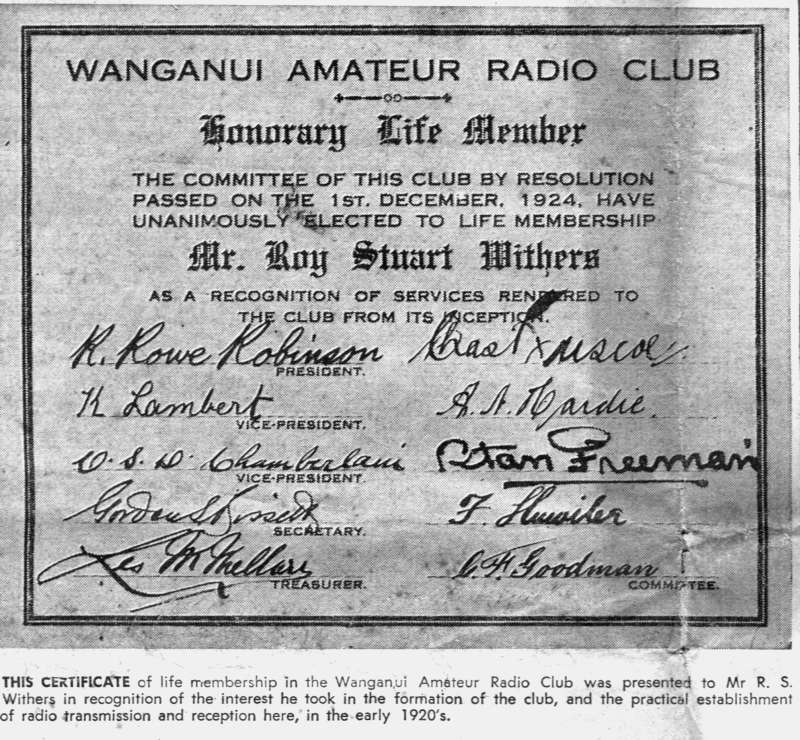 WANGANUI AMATEUR RADIO CLUB
Honorary Life Member
THE COMMITTEE OF THIS CLUB BY RESOLUTION
PASSED ON THE 1ST. DECEMBER, 1924, HAVE
UNANIMOUSLY ELECTED TO LIFE MEMBERSHIP
Mr. Roy Stuart Withers
AS A RECOGNITION OF SERVICES RENDERED TO
THE CLUB FROM ITS INCEPTION.
R. Rowe Robinson
PRESIDENT.
K Lambert
VICE-PRESIDENT.
W. S. D. Chamberlain
VICE-PRESIDENT
Gordon S
SECRETARY.
Les
TREASURER.
Chas
A. N. Hardie.
Stan Freeman
F.
C. F. Goodman
COMMITTEE.
THIS CERTIFICATE of life membership in the Wanganui Amateur Radio Club was presented to Mr R. S.
Withers in recognition of the interest he took in the formation of the club, and the practical establishment
of radio transmission and reception here, in the early 1920's.